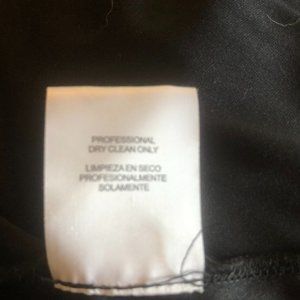 PROFESSIONAL
DRY CLEAN ONLY
LIMPIEZA EN SECO
PROFESIONALMENTE
SOLAMENTE